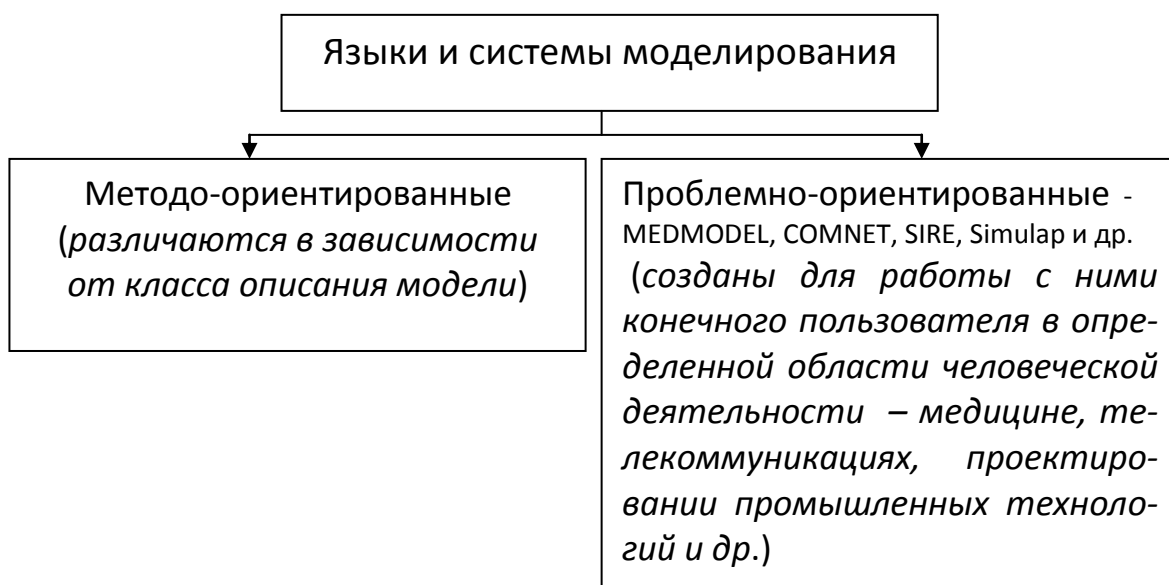 Языки и системы моделирования
Методо-ориентированные
(различаются в зависимости
от класса описания модели)
Проблемно-ориентированные -
MEDMODEL, COMNET, SIRE, Simulap и др.
(созданы для работы с ними
конечного пользователя в опре-
деленной области человеческой
деятельности – медицине, те-
лекоммуникациях, проектиро-
вании промышленных техноло-
гий и др.)